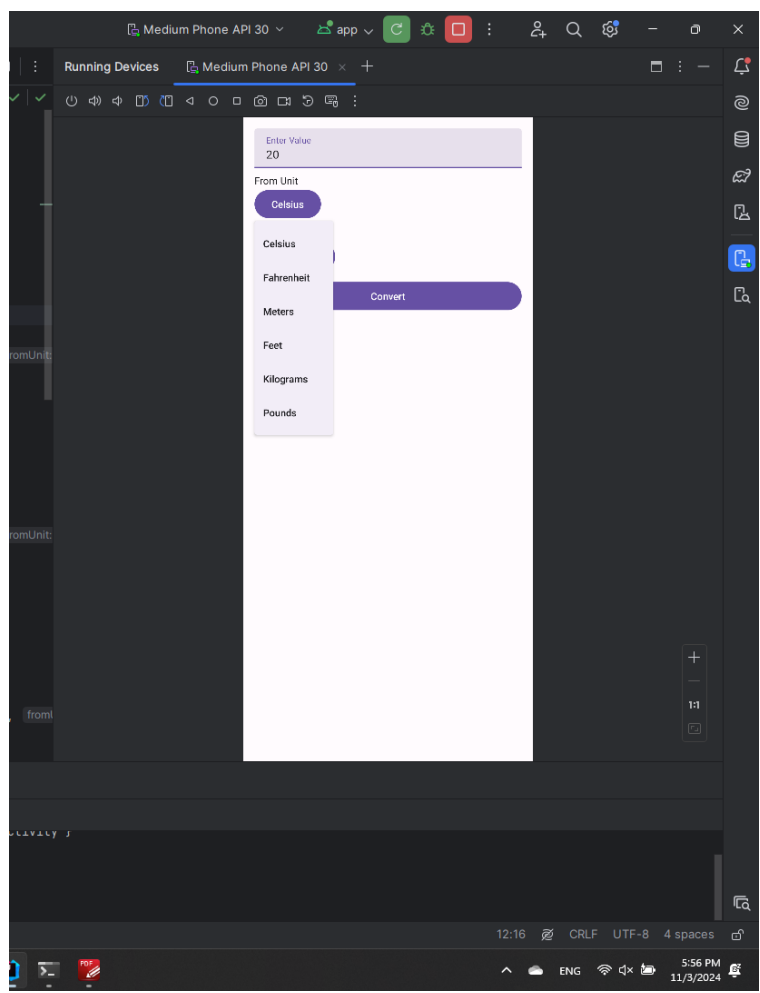 Medium Phone API 30
app
Running Devices
Medium Phone API 30
Enter Value
20
From Unit
Celsius
Celsius
Fahrenheit
Convert
Meters
Feet
Kilograms
Pounds
romUnit:
romUnit:
1:1
, fromU
ctivity }
12:16 CRLF UTF-8 4 spaces
PDF
ENG
5:56 PM
11/3/2024